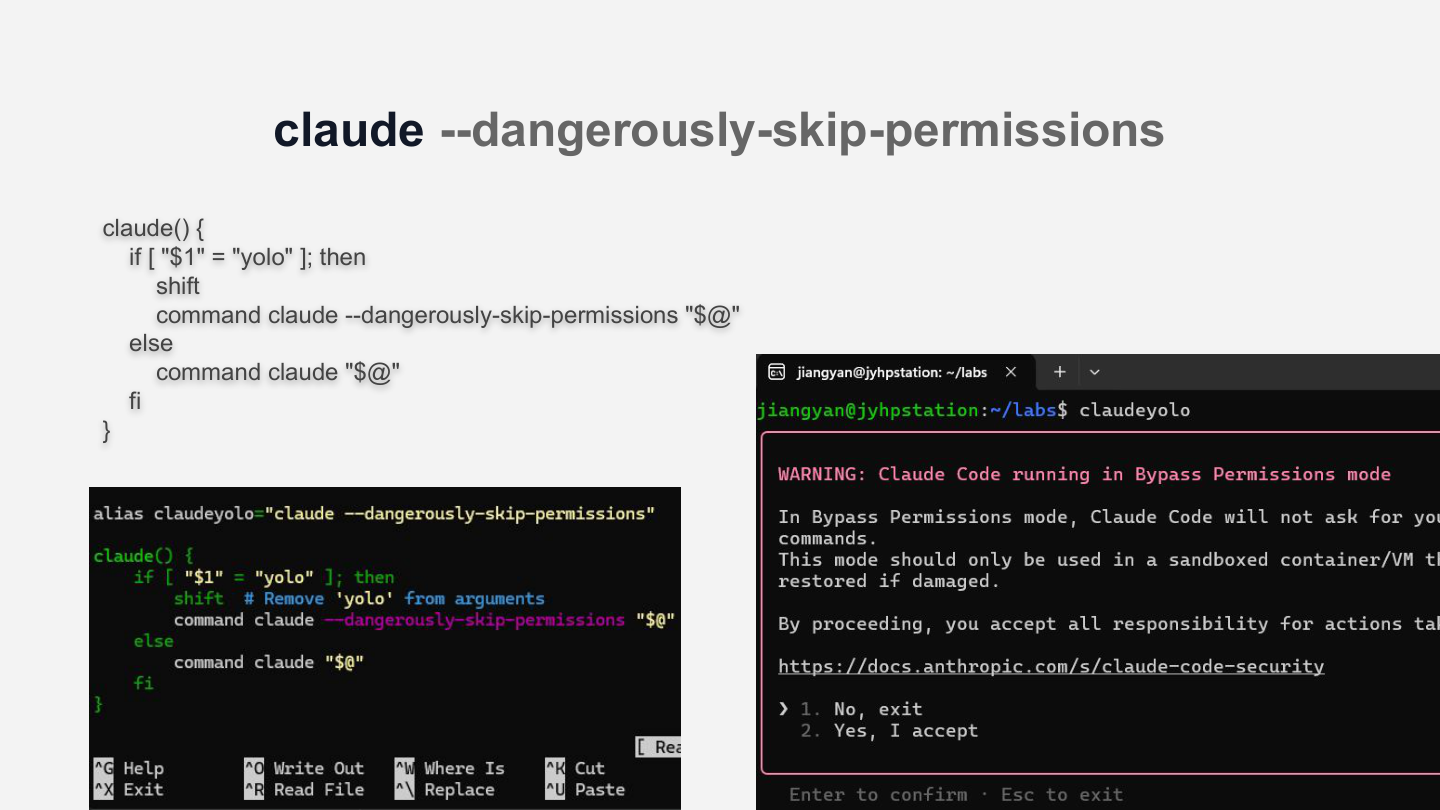 claude --dangerously-skip-permissions
claude() {
    if [ "$1" = "yolo" ]; then
        shift
        command claude --dangerously-skip-permissions "$@"
    else
        command claude "$@"
    fi
}
alias claudeyolo="claude --dangerously-skip-permissions"
claude() {
    if [ "$1" = "yolo" ]; then
        shift  # Remove 'yolo' from arguments
        command claude --dangerously-skip-permissions "$@"
    else
        command claude "$@"
    fi
}
[ Rea
^G Help ^O Write Out ^W Where Is ^K Cut
^X Exit ^R Read File ^\ Replace ^U Paste
jiangyan@jyhpstation: ~/labs
jiangyan@jyhpstation:~/labs$ claudeyolo
WARNING: Claude Code running in Bypass Permissions mode
In Bypass Permissions mode, Claude Code will not ask for you
commands.
This mode should only be used in a sandboxed container/VM th
restored if damaged.
By proceeding, you accept all responsibility for actions tak
https://docs.anthropic.com/s/claude-code-security
❯ 1. No, exit
2. Yes, I accept
Enter to confirm · Esc to exit